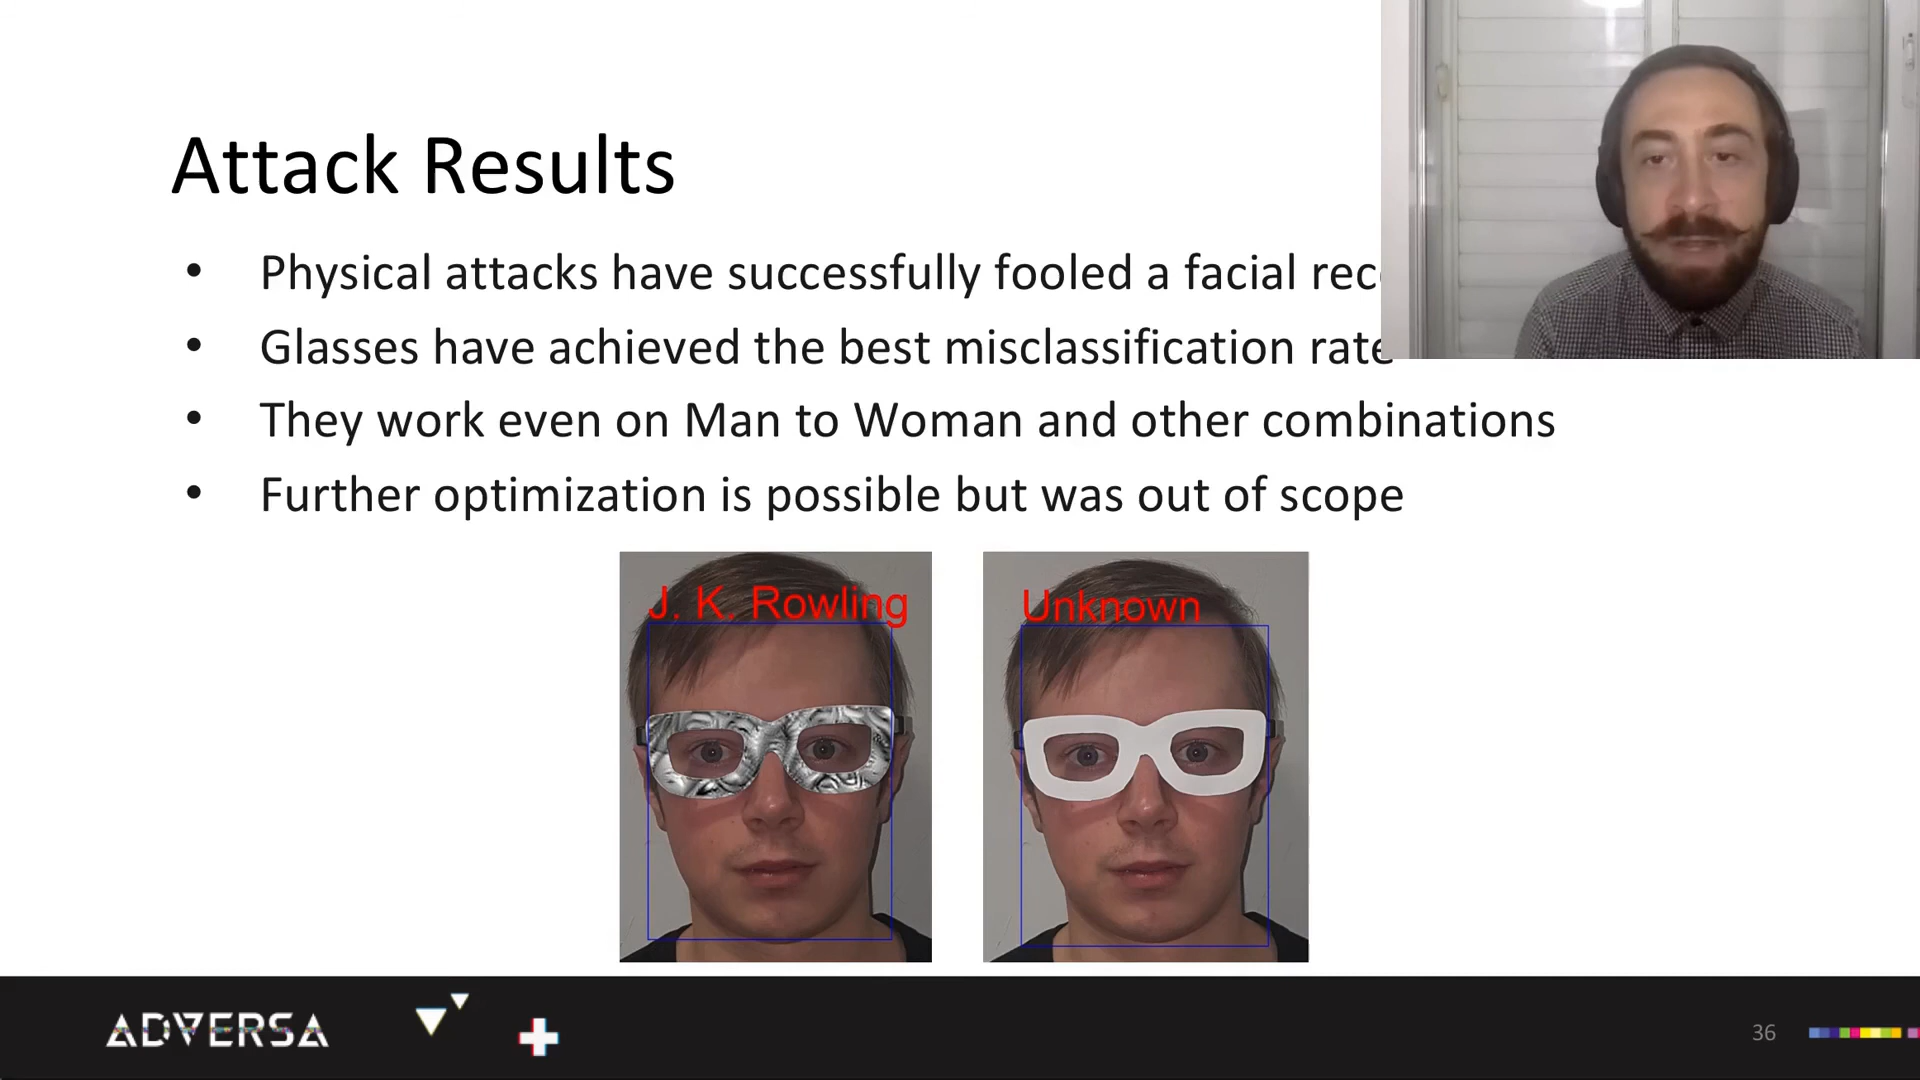 Attack Results
• Physical attacks have successfully fooled a facial
• Glasses have achieved the best misclassification rate
• They work even on Man to Woman and other combinations
• Further optimization is possible but was out of scope
J. K. Rowling
Unknown
ADVERSA
36